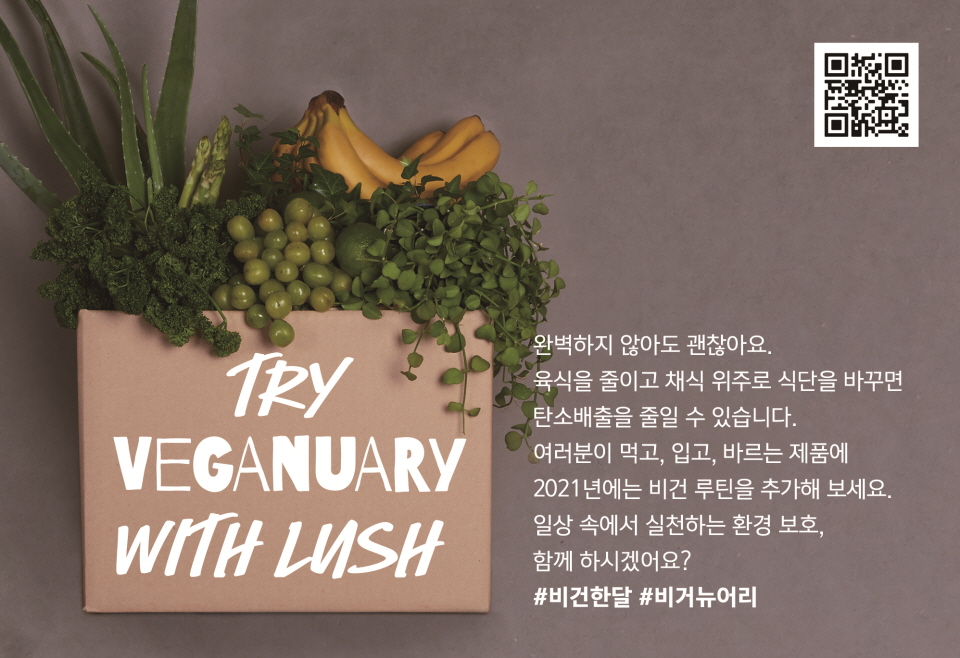 TRY
VEGANUARY
WITH LUSH
완벽하지 않아도 괜찮아요.
육식을 줄이고 채식 위주로 식단을 바꾸면
탄소배출을 줄일 수 있습니다.
여러분이 먹고, 입고, 바르는 제품에
2021년에는 비건 루틴을 추가해 보세요.
일상 속에서 실천하는 환경 보호,
함께 하시겠어요?
#비건한달 #비거뉴어리